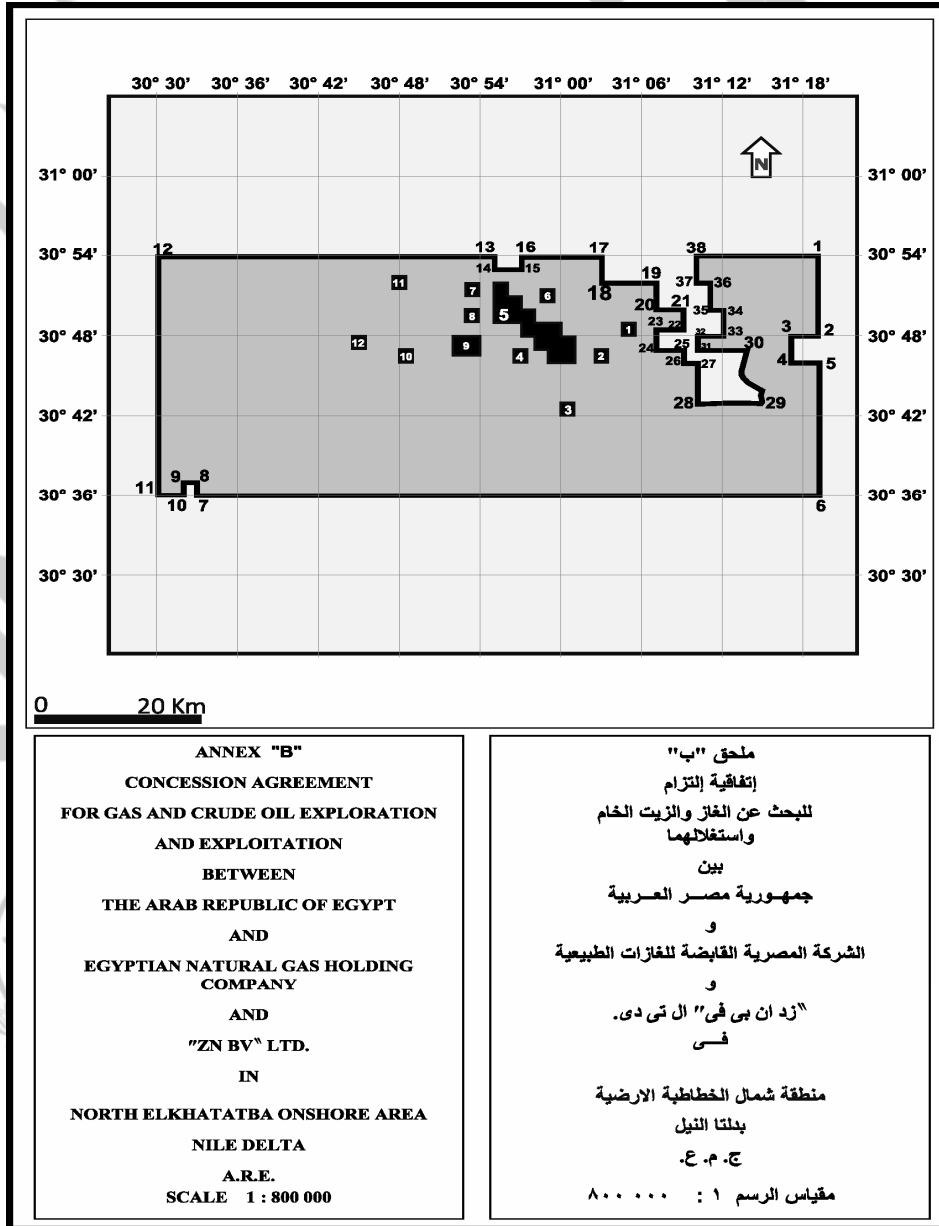 30° 30' 30° 36' 30° 42' 30° 48' 30° 54' 31° 00' 31° 06' 31° 12' 31° 18'
N
31° 00' 31° 00'
30° 54' 30° 54'
12 13 16 17 38 1
14 15 18 19 37 36
11 7 6 20 21 35 34
5
8 1 23 22 32 33 3 2
30° 48' 30° 48'
12 9 10 4 2 24 25 26 27 31 30 4 5
30° 42' 30° 42'
3 28 29
9 8
11 10 7 6
30° 36' 30° 36'
30° 30' 30° 30'
0 20 Km
ANNEX "B"
CONCESSION AGREEMENT
FOR GAS AND CRUDE OIL EXPLORATION
AND EXPLOITATION
BETWEEN
THE ARAB REPUBLIC OF EGYPT
AND
EGYPTIAN NATURAL GAS HOLDING
COMPANY
AND
"ZN BV" LTD.
IN
NORTH ELKHATATBA ONSHORE AREA
NILE DELTA
A.R.E.
SCALE 1 : 800 000
ملحق "ب"
إتفاقية إلتزام
للبحث عن الغاز والزيت الخام
واستغلالهما
بين
جمهـورية مصـر العـربية
و
الشركة المصرية القابضة للغازات الطبيعية
و
"زد ان بى فى" ال تى دى.
فـــى
منطقة شمال الخطاطبة الارضية
بدلتا النيل
ج. م. ع.
مقياس الرسم ١ : ٨٠٠ ٠٠٠